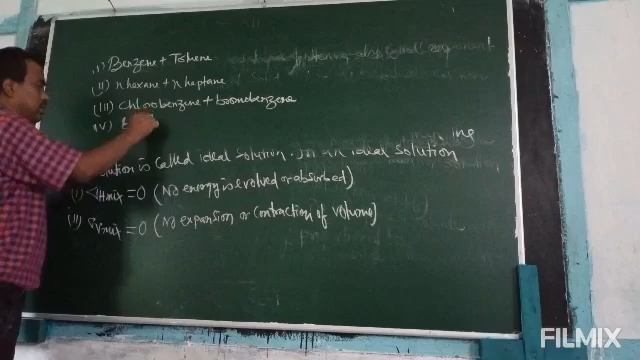 (I) Benzene + Toluene
(II) n hexane + n heptane
(III) Chlorobenzene + bromobenzene
(IV)
ing
solution is called ideal solution. In an ideal solution
(I) ΔHmix = 0 (No energy is evolved or absorbed)
(II) ΔVmix = 0 (No expansion or contraction of volume)
FILMIX